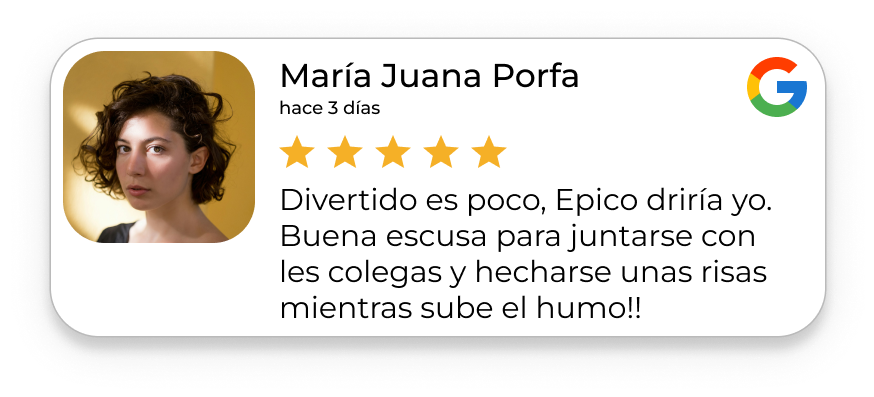 María Juana Porfa
hace 3 días
Divertido es poco, Epico driría yo.
Buena escusa para juntarse con
les colegas y hecharse unas risas
mientras sube el humo!!